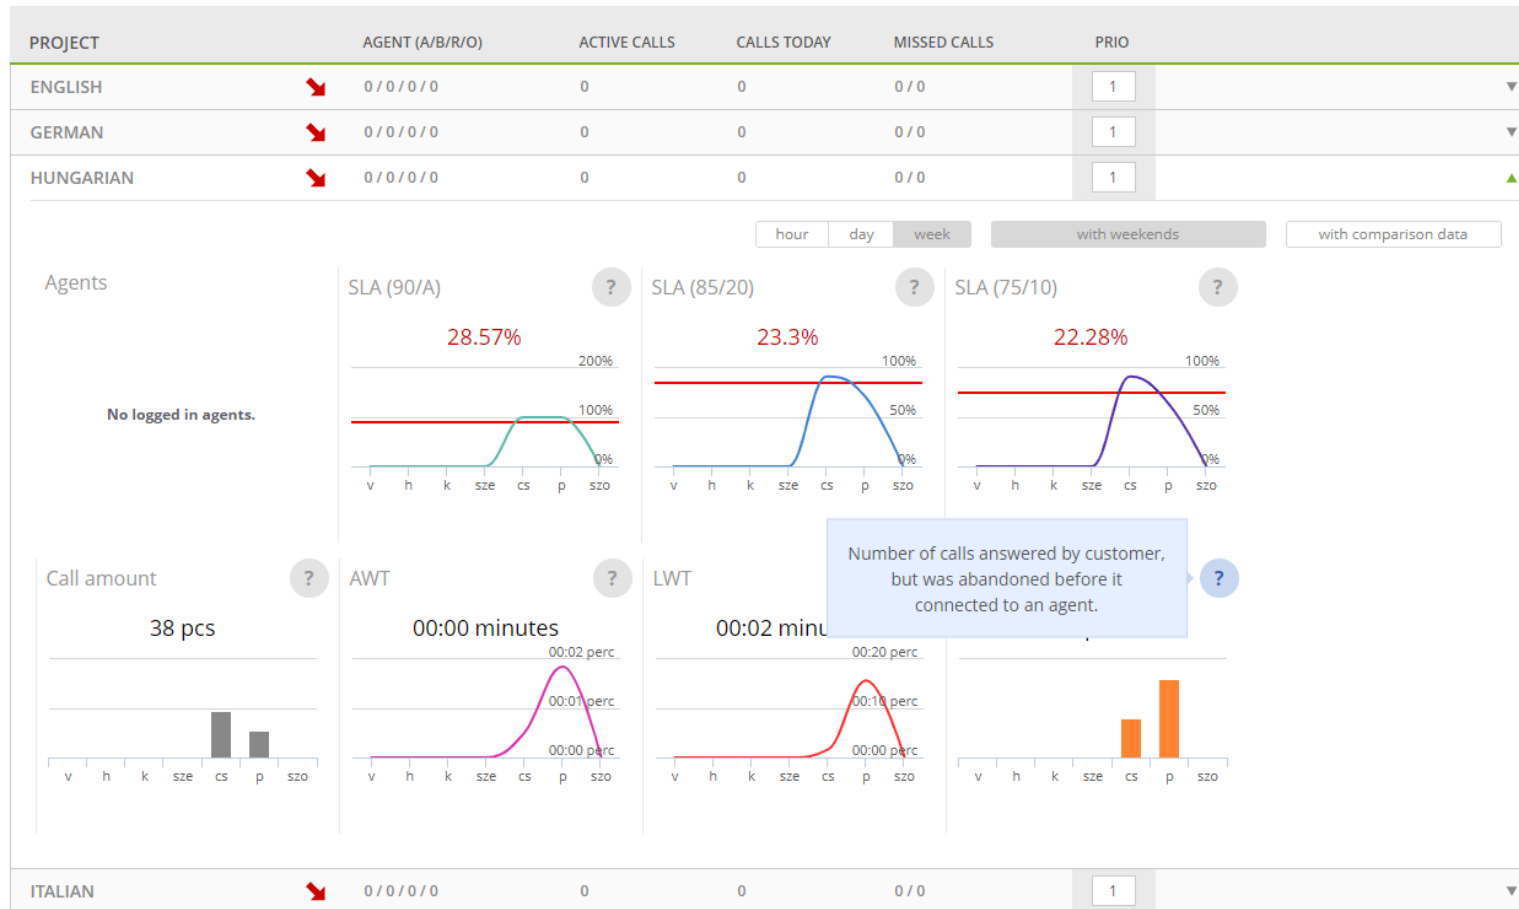 PROJECT AGENT (A/B/R/O) ACTIVE CALLS CALLS TODAY MISSED CALLS PRIO
ENGLISH 0 / 0 / 0 / 0 0 0 0 / 0 1
GERMAN 0 / 0 / 0 / 0 0 0 0 / 0 1
HUNGARIAN 0 / 0 / 0 / 0 0 0 0 / 0 1
hour day week with weekends with comparison data
Agents
No logged in agents.
SLA (90/A) ?
28.57%
200%
100%
0%
v h k sze cs p szo
SLA (85/20) ?
23.3%
100%
50%
0%
v h k sze cs p szo
SLA (75/10) ?
22.28%
100%
50%
0%
v h k sze cs p szo
Call amount ?
38 pcs
v h k sze cs p szo
AWT ?
00:00 minutes
00:02 perc
00:01 perc
00:00 perc
v h k sze cs p szo
LWT
00:02 minu
00:20 perc
00:10 perc
00:00 perc
v h k sze cs p szo
Number of calls answered by customer,
but was abandoned before it
connected to an agent.
?
v h k sze cs p szo
ITALIAN 0 / 0 / 0 / 0 0 0 0 / 0 1